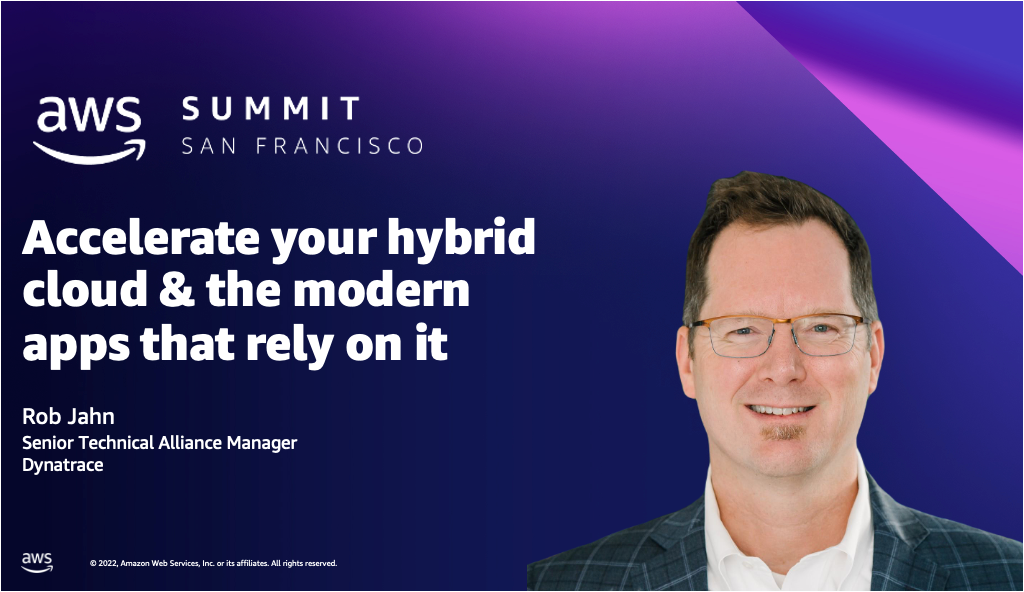 aws
SUMMIT
SAN FRANCISCO
Accelerate your hybrid
cloud & the modern
apps that rely on it
Rob Jahn
Senior Technical Alliance Manager
Dynatrace
aws
© 2022, Amazon Web Services, Inc. or its affiliates. All rights reserved.